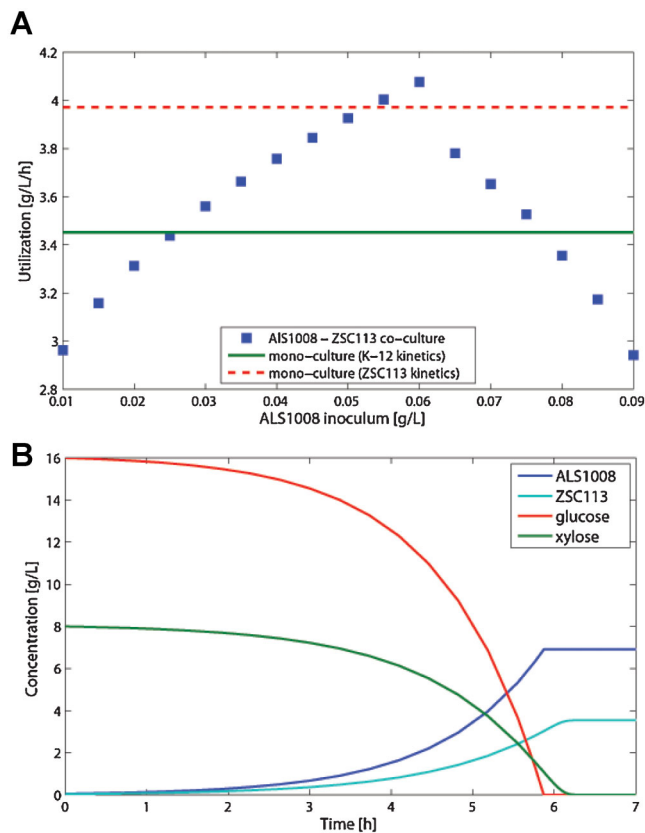 A
4.2
4
3.8
3.6
3.4
3.2
3
2.8
Utilization [g/L/h]
AlS1008 – ZSC113 co-culture
mono-culture (K-12 kinetics)
mono-culture (ZSC113 kinetics)
0.01 0.02 0.03 0.04 0.05 0.06 0.07 0.08 0.09
ALS1008 inoculum [g/L]
B
16
14
12
10
8
6
4
2
0
Concentration [g/L]
ALS1008
ZSC113
glucose
xylose
0 1 2 3 4 5 6 7
Time [h]